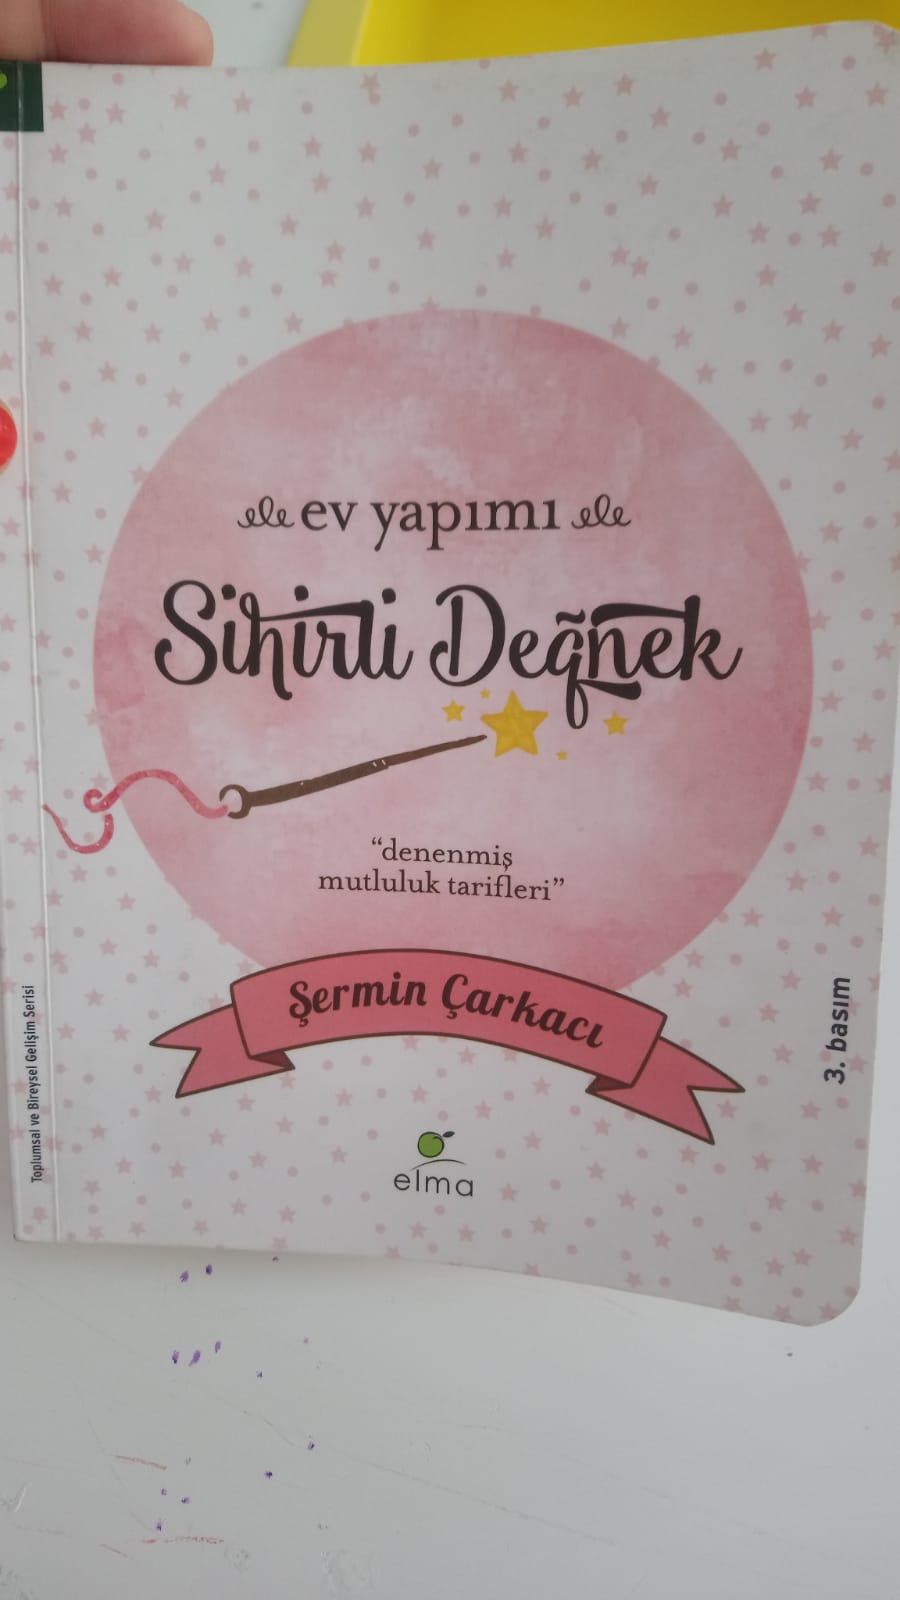 ev yapımı
Sihirli Değnek
“denenmiş
mutluluk tarifleri”
Şermin Çarkacı
elma
3. basım
Toplumsal ve Bireysel Gelişim Serisi